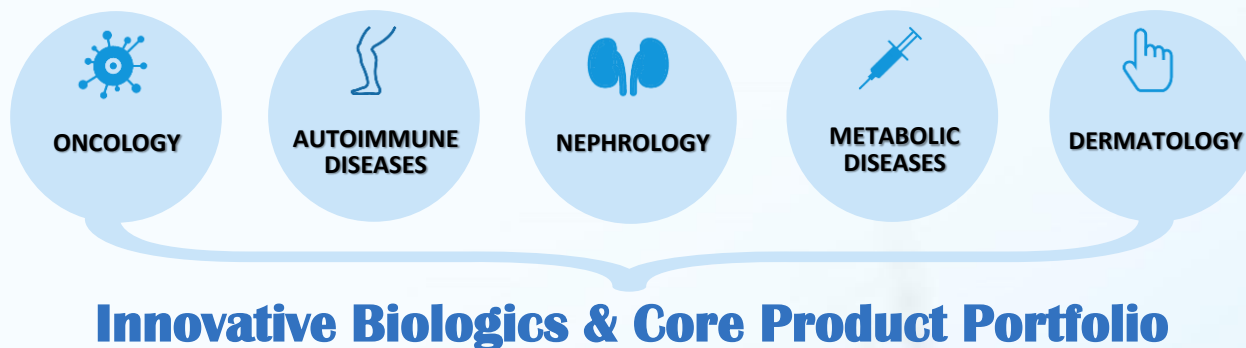 ONCOLOGY
AUTOIMMUNE
DISEASES
NEPHROLOGY
METABOLIC
DISEASES
DERMATOLOGY
Innovative Biologics & Core Product Portfolio